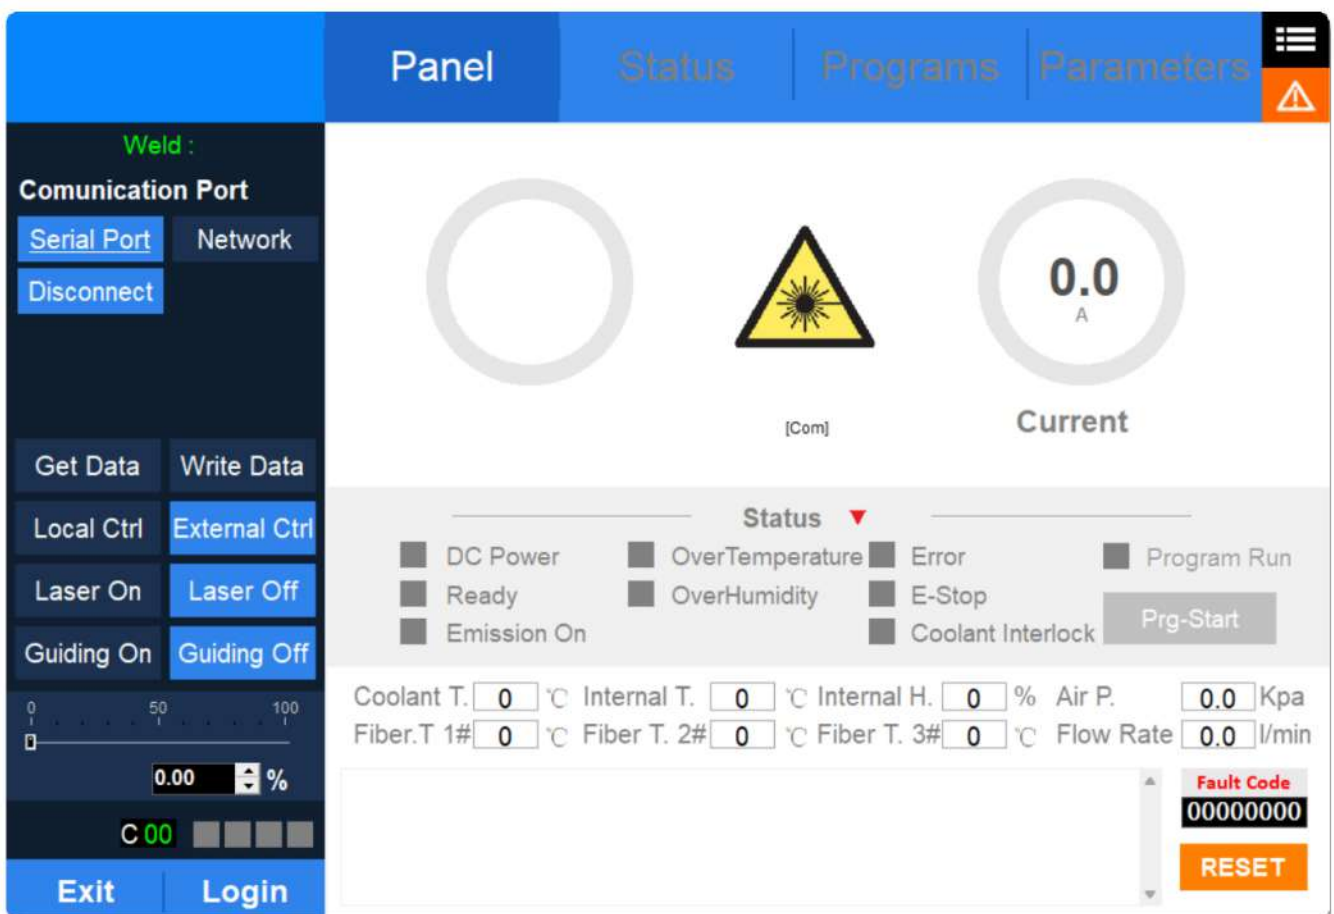 Panel Status Programs Parameters
Weld :
Comunication Port
Serial Port Network
Disconnect
0.0
A
[Com]
Current
Get Data Write Data
Local Ctrl External Ctrl
Laser On Laser Off
Guiding On Guiding Off
0 50 100
0.00 %
C 00
Exit Login
Status
DC Power OverTemperature Error Program Run
Ready OverHumidity E-Stop Prg-Start
Emission On Coolant Interlock
Coolant T. 0 ℃ Internal T. 0 ℃ Internal H. 0 % Air P. 0.0 Kpa
Fiber.T 1# 0 ℃ Fiber T. 2# 0 ℃ Fiber T. 3# 0 ℃ Flow Rate 0.0 l/min
Fault Code
00000000
RESET